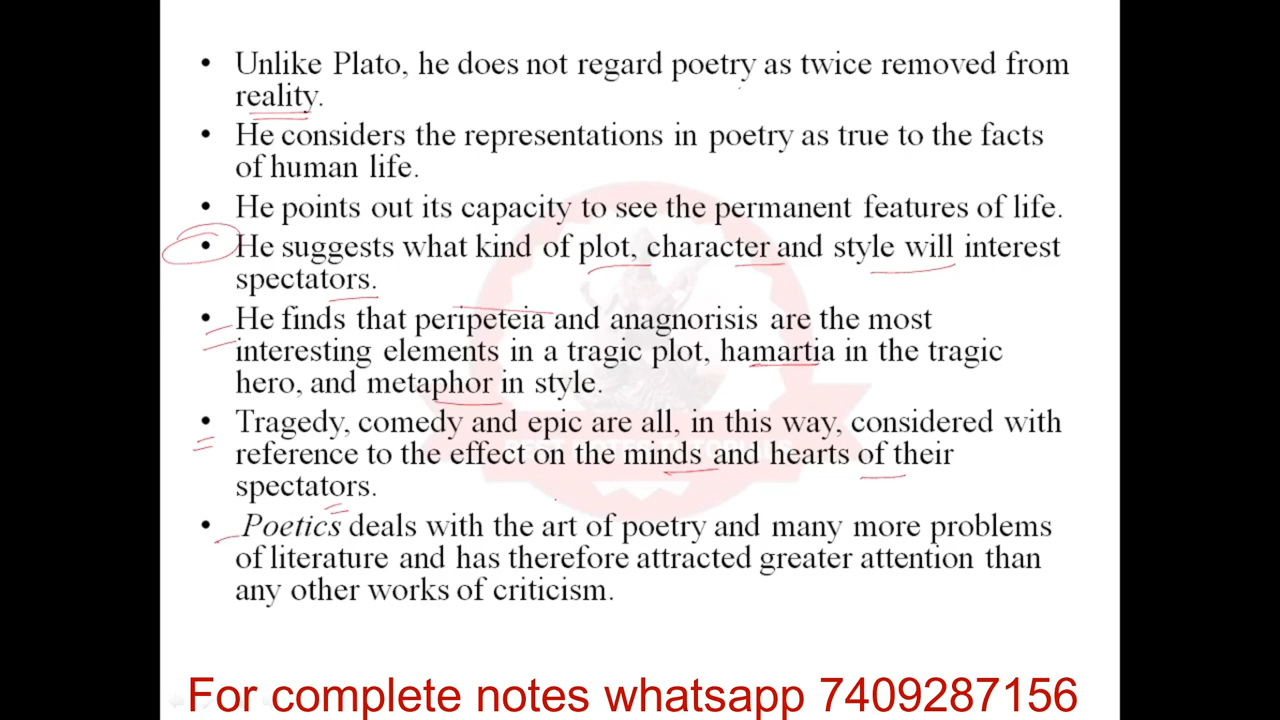 • Unlike Plato, he does not regard poetry as twice removed from
reality.
• He considers the representations in poetry as true to the facts
of human life.
• He points out its capacity to see the permanent features of life.
• He suggests what kind of plot, character and style will interest
spectators.
• He finds that peripeteia and anagnorisis are the most
interesting elements in a tragic plot, hamartia in the tragic
hero, and metaphor in style.
• Tragedy, comedy and epic are all, in this way, considered with
reference to the effect on the minds and hearts of their
spectators.
• Poetics deals with the art of poetry and many more problems
of literature and has therefore attracted greater attention than
any other works of criticism.
For complete notes whatsapp 7409287156